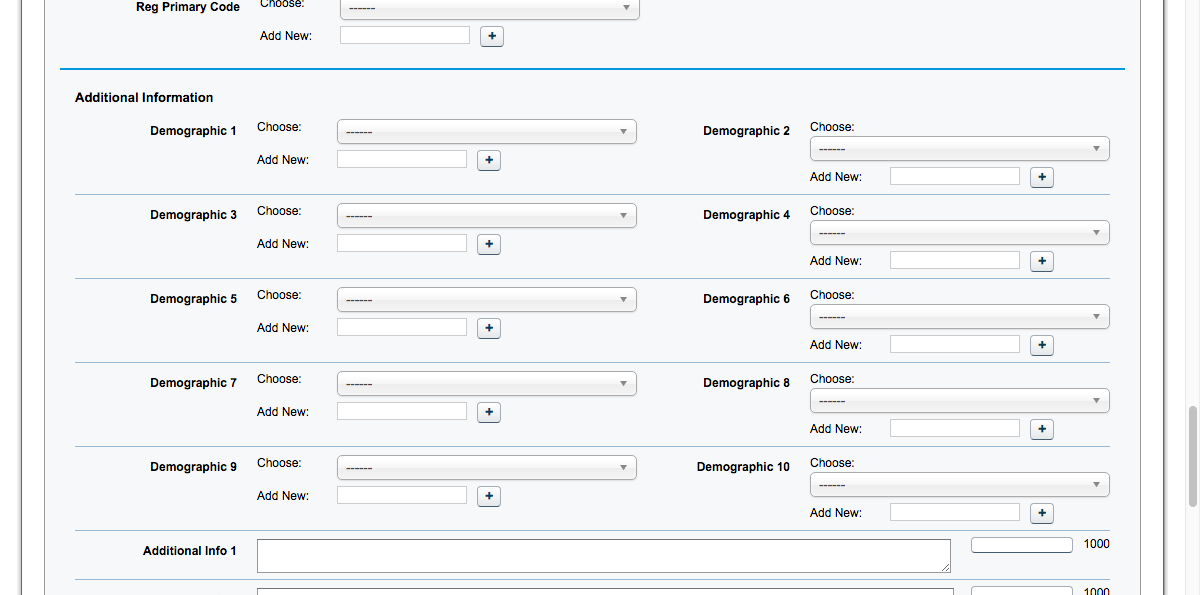 Reg Primary Code Choose: ------
Add New: +
Additional Information
Demographic 1 Choose: ------
Add New: +
Demographic 2 Choose:
------
Add New: +
Demographic 3 Choose: ------
Add New: +
Demographic 4 Choose:
------
Add New: +
Demographic 5 Choose: ------
Add New: +
Demographic 6 Choose:
------
Add New: +
Demographic 7 Choose: ------
Add New: +
Demographic 8 Choose:
------
Add New: +
Demographic 9 Choose: ------
Add New: +
Demographic 10 Choose:
------
Add New: +
Additional Info 1 1000
1000